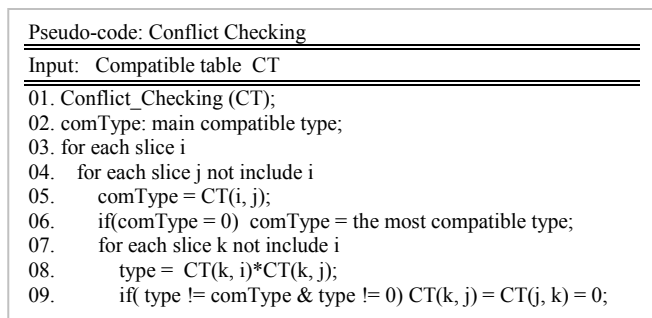 Pseudo-code: Conflict Checking
Input:   Compatible table  CT
01. Conflict_Checking (CT);
02. comType: main compatible type;
03. for each slice i
04.    for each slice j not include i
05.       comType = CT(i, j);
06.       if(comType = 0)  comType = the most compatible type;
07.       for each slice k not include i
08.          type =  CT(k, i)*CT(k, j);
09.          if( type != comType & type != 0) CT(k, j) = CT(j, k) = 0;